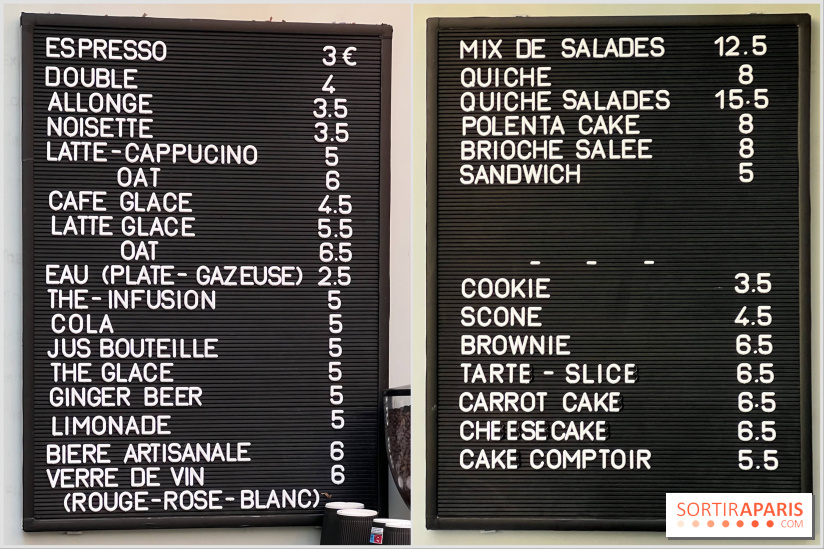 ESPRESSO 3 €
DOUBLE 4
ALLONGE 3.5
NOISETTE 3.5
LATTE-CAPPUCINO 5
OAT 6
CAFE GLACE 4.5
LATTE GLACE 5.5
OAT 6.5
EAU (PLATE-GAZEUSE) 2.5
THE-INFUSION 5
COLA 5
JUS BOUTEILLE 5
THE GLACE 5
GINGER BEER 5
LIMONADE 5
BIERE ARTISANALE 6
VERRE DE VIN 6
(ROUGE-ROSE-BLANC)
MIX DE SALADES 12.5
QUICHE 8
QUICHE SALADES 15.5
POLENTA CAKE 8
BRIOCHE SALEE 8
SANDWICH 5
- - -
COOKIE 3.5
SCONE 4.5
BROWNIE 6.5
TARTE - SLICE 6.5
CARROT CAKE 6.5
CHEESECAKE 6.5
CAKE COMPTOIR 5.5
SORTIRAPARIS
.COM